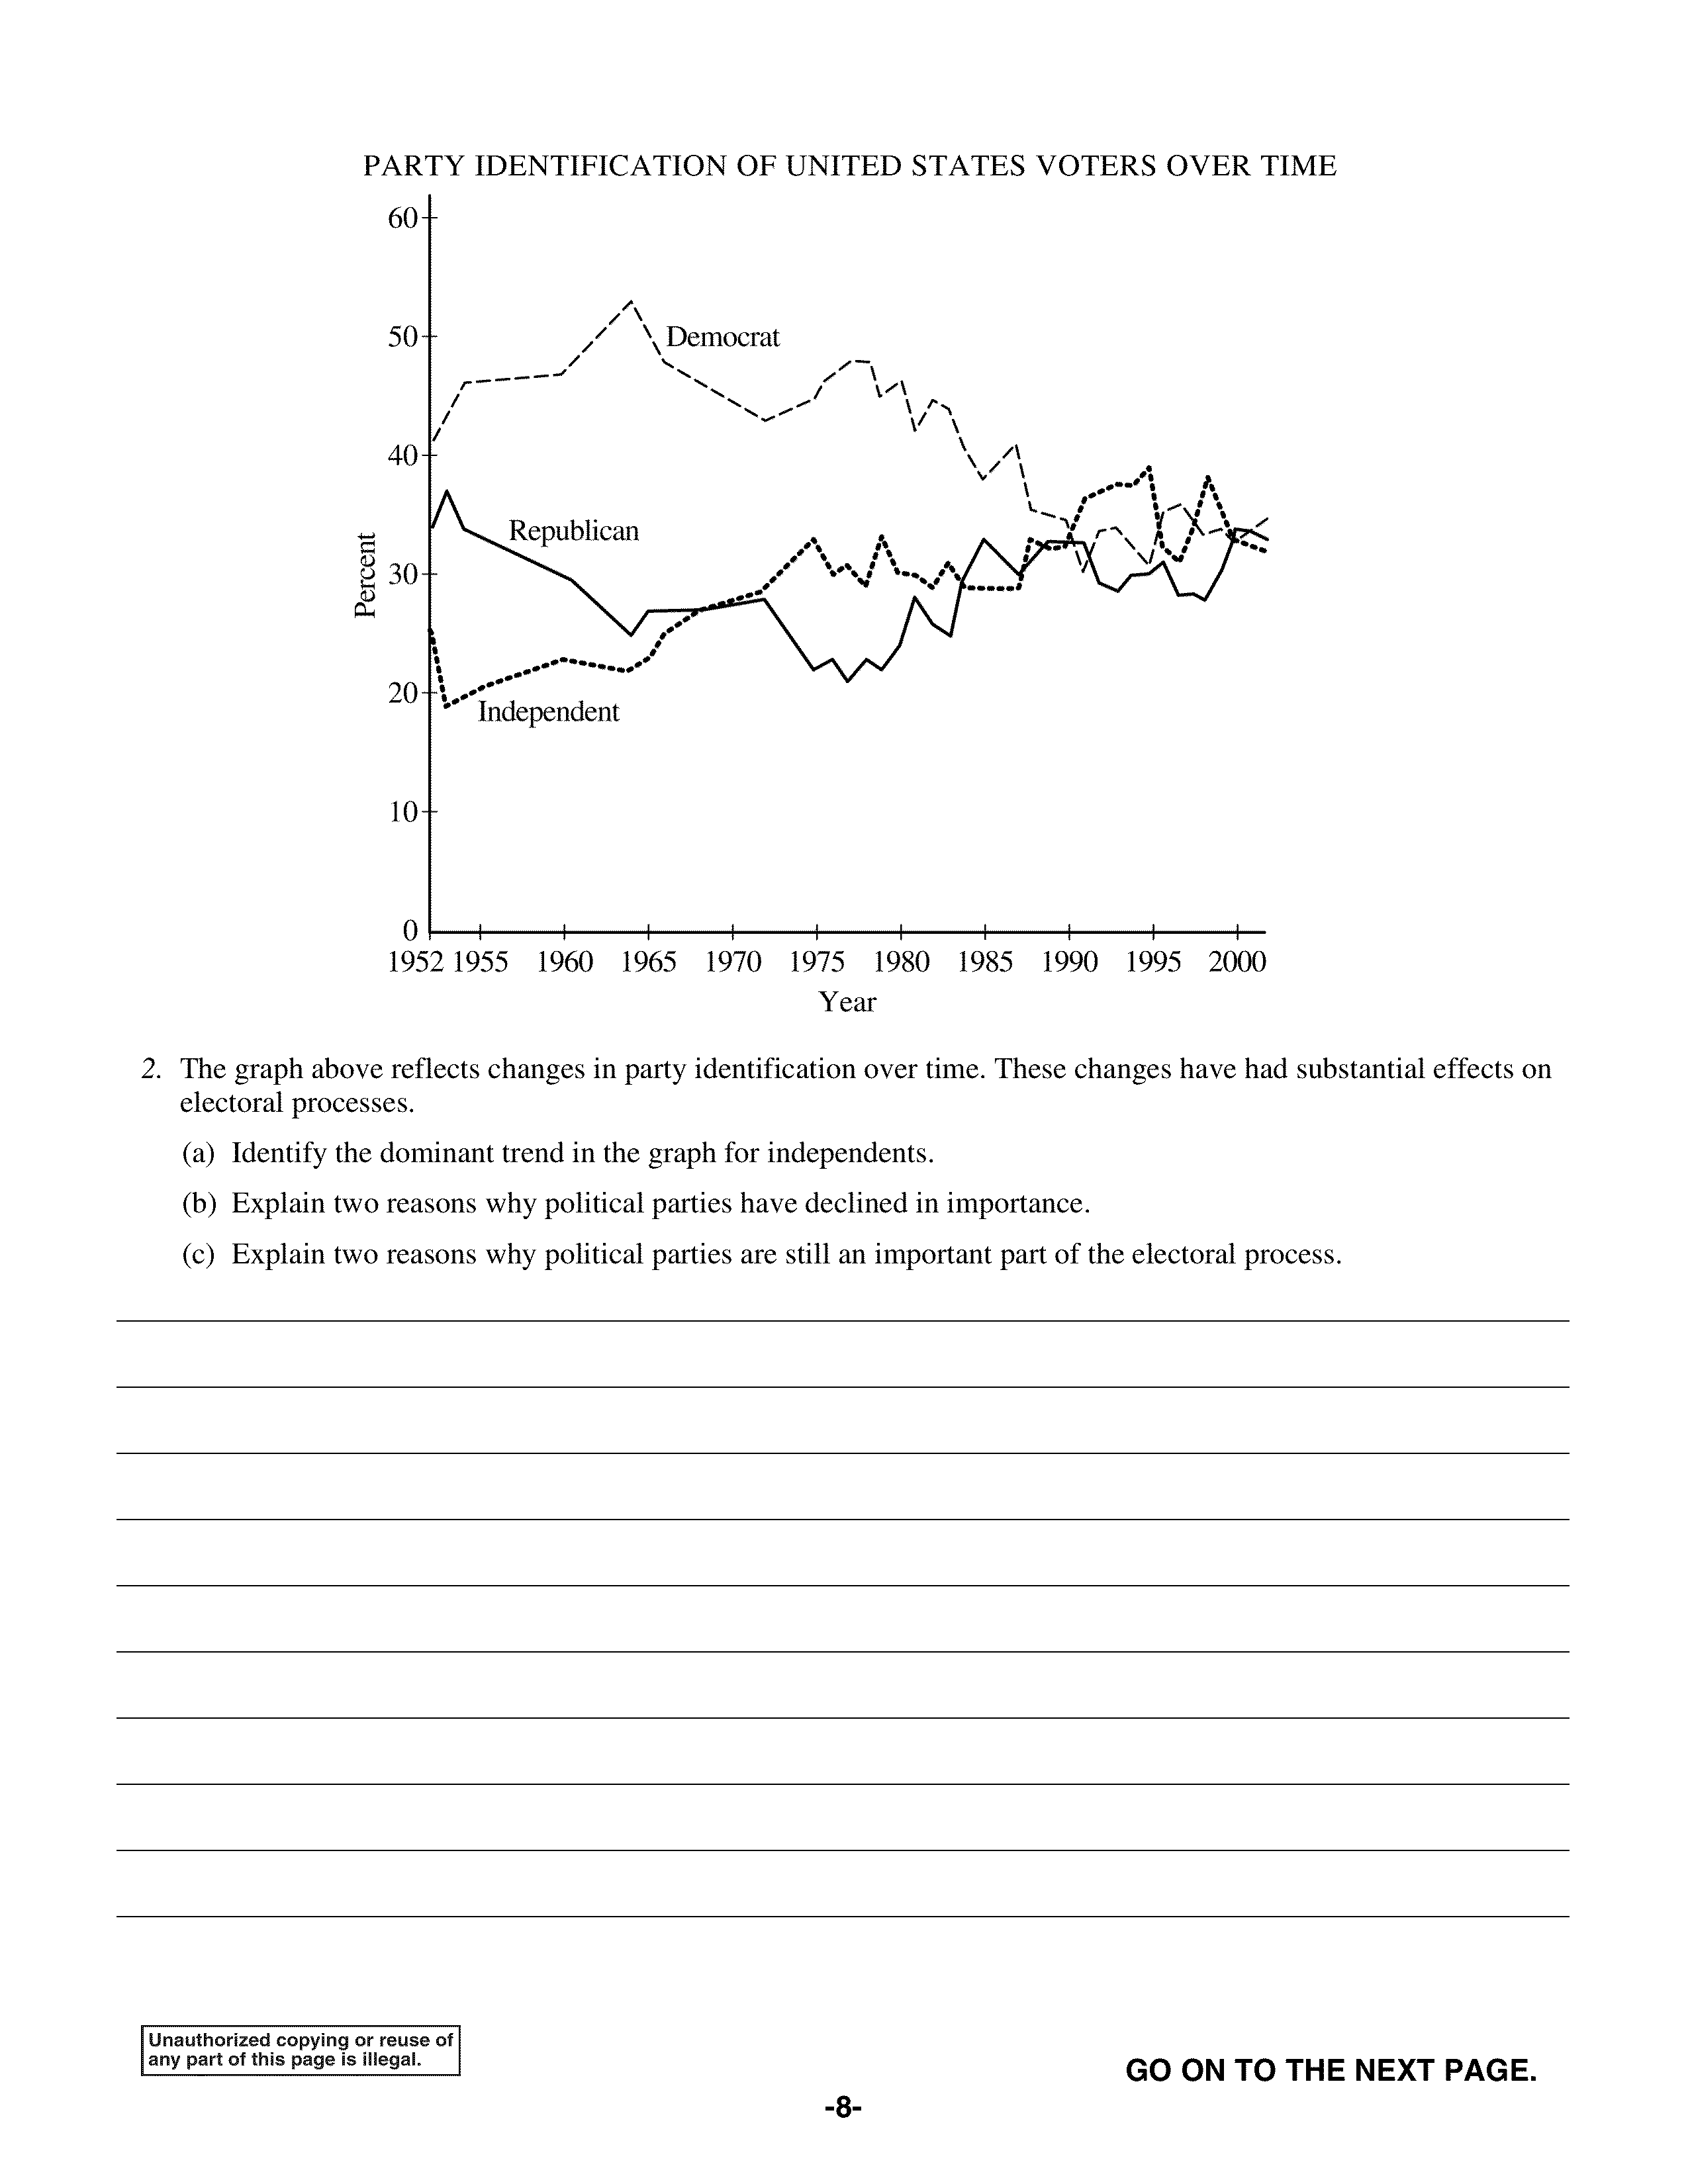 PARTY IDENTIFICATION OF UNITED STATES VOTERS OVER TIME
60
50
Democrat
40
Republican
Percent
30
20
Independent
10
0
1952 1955 1960 1965 1970 1975 1980 1985 1990 1995 2000
Year
2. The graph above reflects changes in party identification over time. These changes have had substantial effects on
electoral processes.
(a) Identify the dominant trend in the graph for independents.
(b) Explain two reasons why political parties have declined in importance.
(c) Explain two reasons why political parties are still an important part of the electoral process.
Unauthorized copying or reuse of
any part of this page is illegal.
GO ON TO THE NEXT PAGE.
-8-